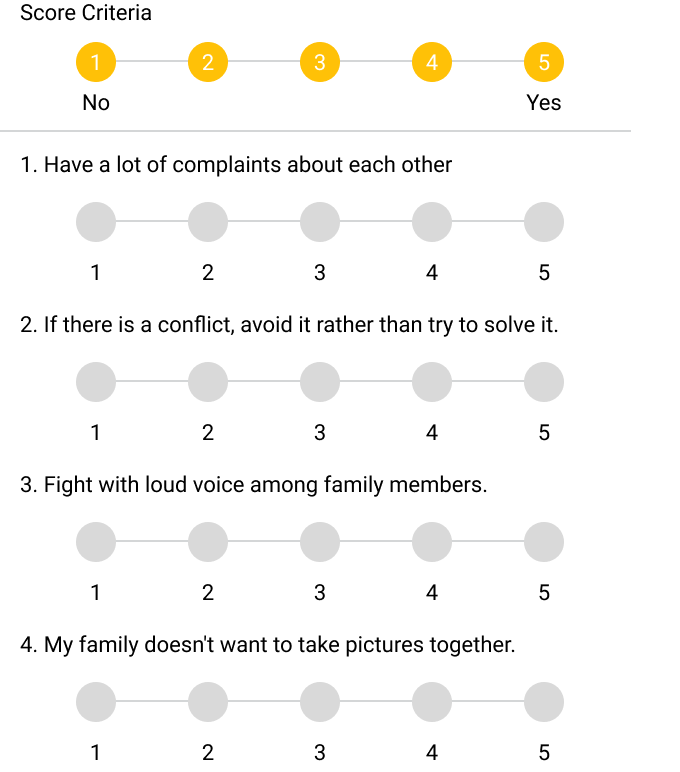 Score Criteria
1 2 3 4 5
No Yes
1. Have a lot of complaints about each other
1 2 3 4 5
2. If there is a conflict, avoid it rather than try to solve it.
1 2 3 4 5
3. Fight with loud voice among family members.
1 2 3 4 5
4. My family doesn't want to take pictures together.
1 2 3 4 5